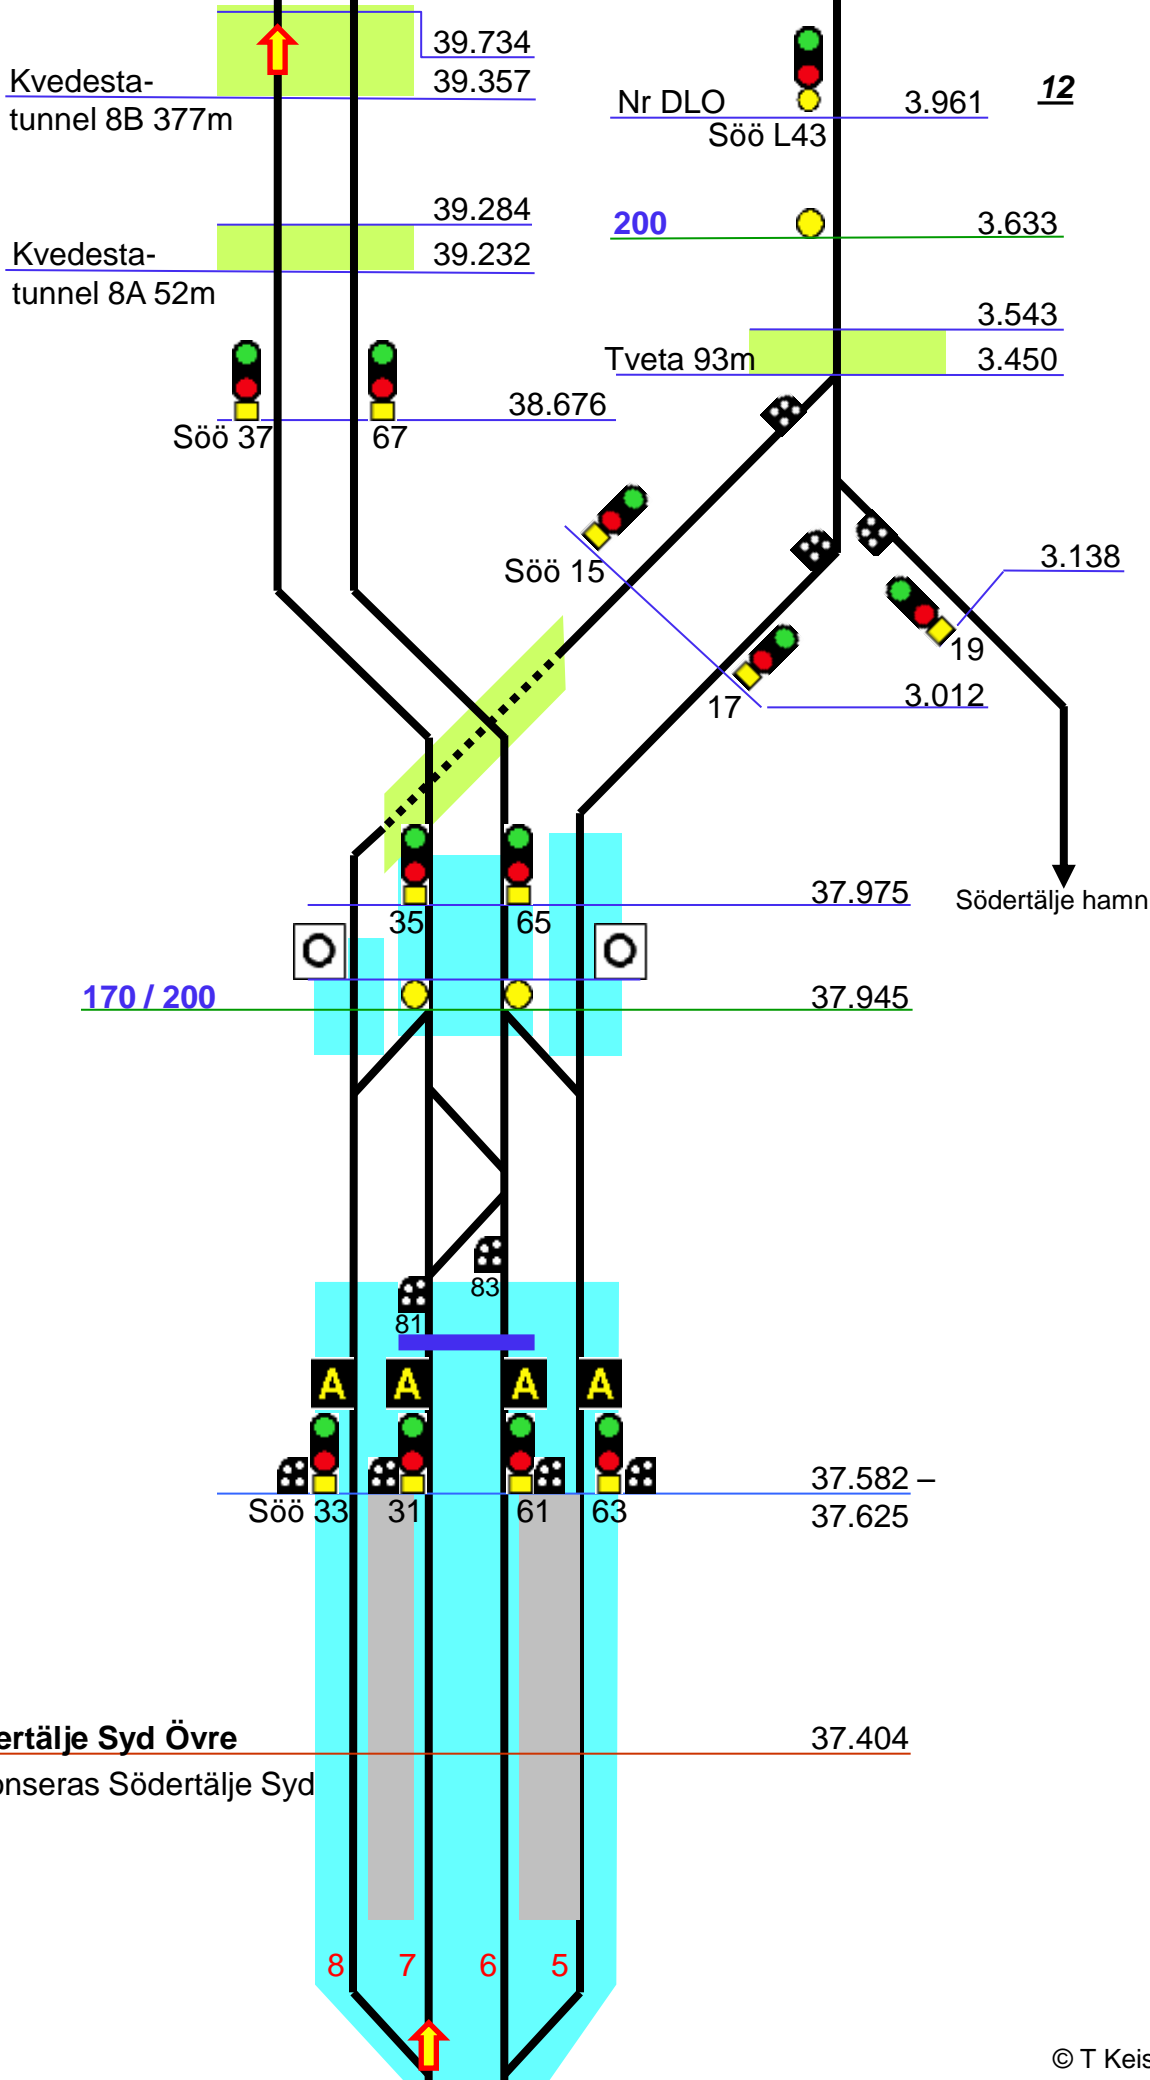 39.734
Kvedesta-
39.357
tunnel 8B 377m
12
Nr DLO
3.961
Söö L43
39.284
200
3.633
Kvedesta-
39.232
tunnel 8A 52m
3.543
Tveta 93m
3.450
38.676
Söö 37
67
Söö 15
3.138
19
17
3.012
37.975
Södertälje hamn
35
65
170 / 200
37.945
83
81
A A A A
37.582 –
Söö 33
31
61
63
37.625
ertälje Syd Övre
37.404
onseras Södertälje Syd
8
7
6
5
© T Keis